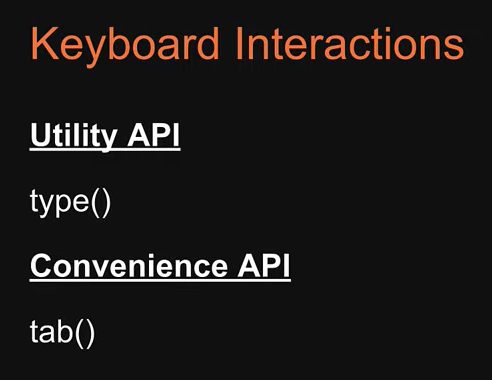 Keyboard Interactions
Utility API
type()
Convenience API
tab()